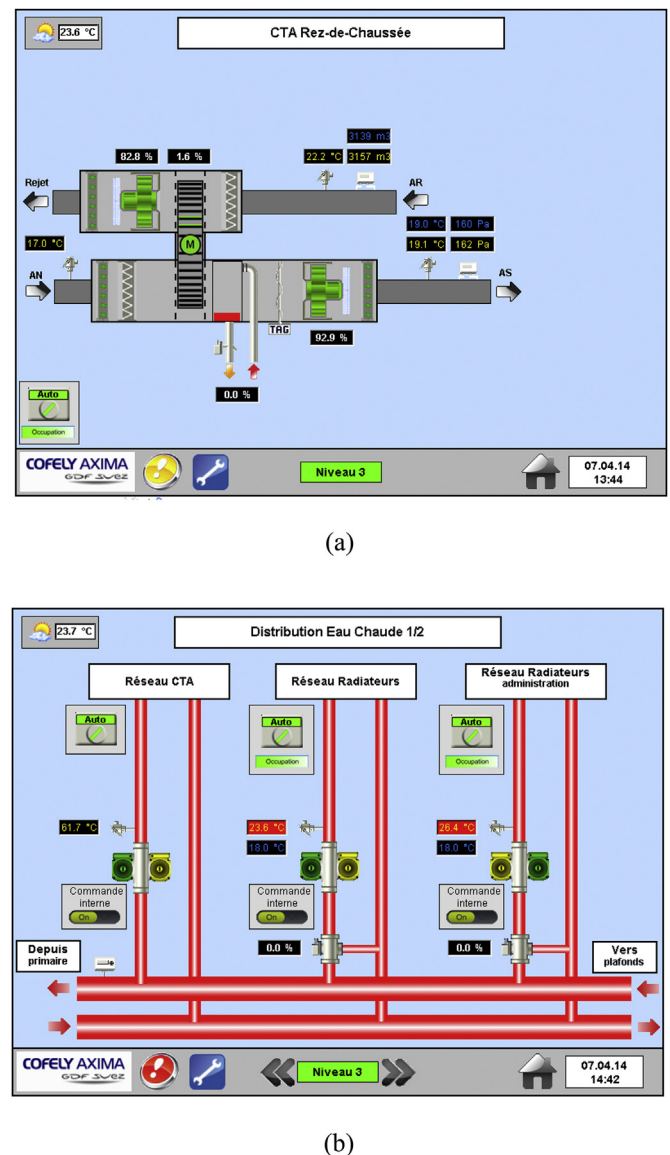 23.6 °C
CTA Rez-de-Chaussée
3139 m3
82.8 %
1.6 %
22.2 °C
3157 m3
Rejet
AR
19.0 °C
160 Pa
17.0 °C
19.1 °C
162 Pa
AN
AS
TAG
92.9 %
0.0 %
Auto
Occupation
COFELY AXIMA
GDF SUEZ
Niveau 3
07.04.14
13:44
(a)
23.7 °C
Distribution Eau Chaude 1/2
Réseau CTA
Réseau Radiateurs
Réseau Radiateurs
administration
Auto
Auto
Occupation
Auto
Occupation
61.7 °C
23.6 °C
18.0 °C
26.4 °C
18.0 °C
Commande
interne
On
Commande
interne
On
Commande
interne
On
0.0 %
0.0 %
Depuis
primaire
Vers
plafonds
COFELY AXIMA
GDF SUEZ
Niveau 3
07.04.14
14:42
(b)